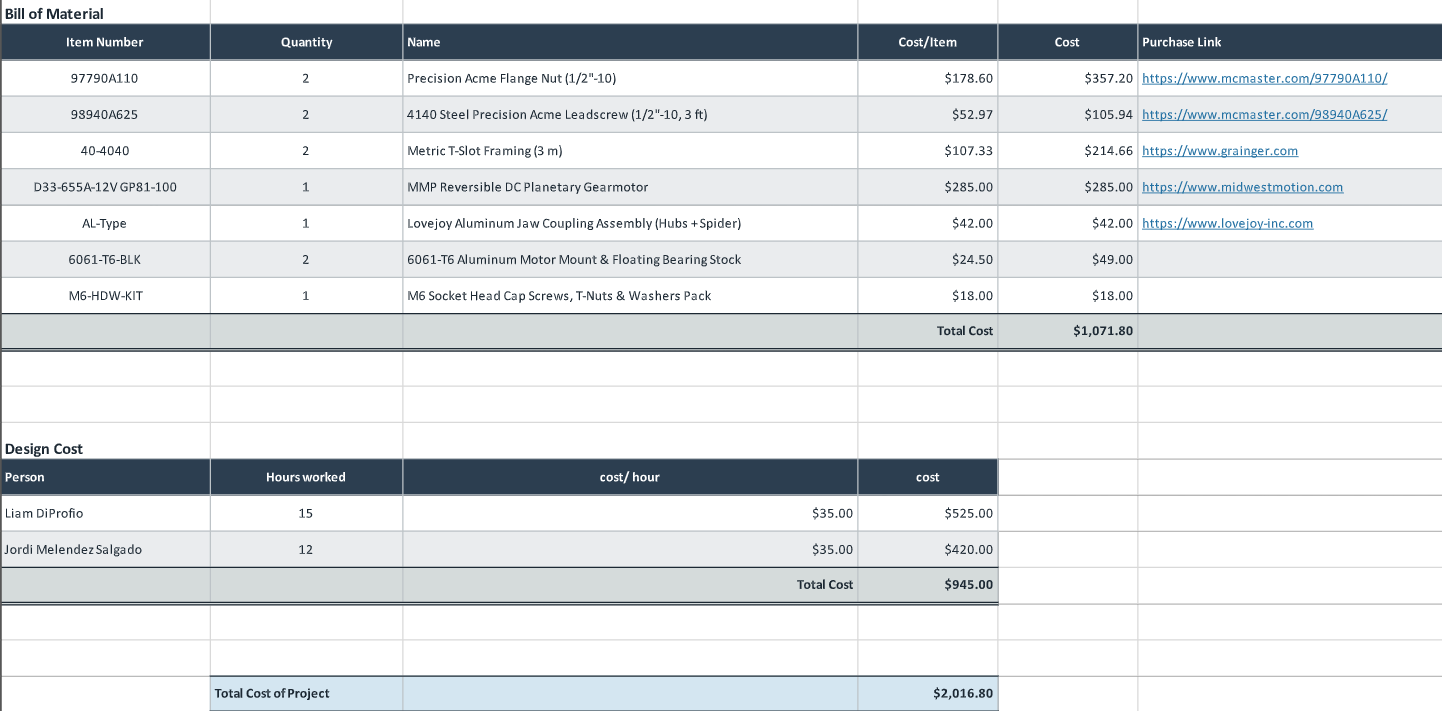 Bill of Material
Item Number Quantity Name Cost/Item Cost Purchase Link
97790A110 2 Precision Acme Flange Nut (1/2"-10) $178.60 $357.20 https://www.mcmaster.com/97790A110/
98940A625 2 4140 Steel Precision Acme Leadscrew (1/2"-10, 3 ft) $52.97 $105.94 https://www.mcmaster.com/98940A625/
40-4040 2 Metric T-Slot Framing (3 m) $107.33 $214.66 https://www.grainger.com
D33-655A-12V GP81-100 1 MMP Reversible DC Planetary Gearmotor $285.00 $285.00 https://www.midwestmotion.com
AL-Type 1 Lovejoy Aluminum Jaw Coupling Assembly (Hubs + Spider) $42.00 $42.00 https://www.lovejoy-inc.com
6061-T6-BLK 2 6061-T6 Aluminum Motor Mount & Floating Bearing Stock $24.50 $49.00
M6-HDW-KIT 1 M6 Socket Head Cap Screws, T-Nuts & Washers Pack $18.00 $18.00
Total Cost $1,071.80
Design Cost
Person Hours worked cost/ hour cost
Liam DiProfio 15 $35.00 $525.00
Jordi Melendez Salgado 12 $35.00 $420.00
Total Cost $945.00
Total Cost of Project $2,016.80